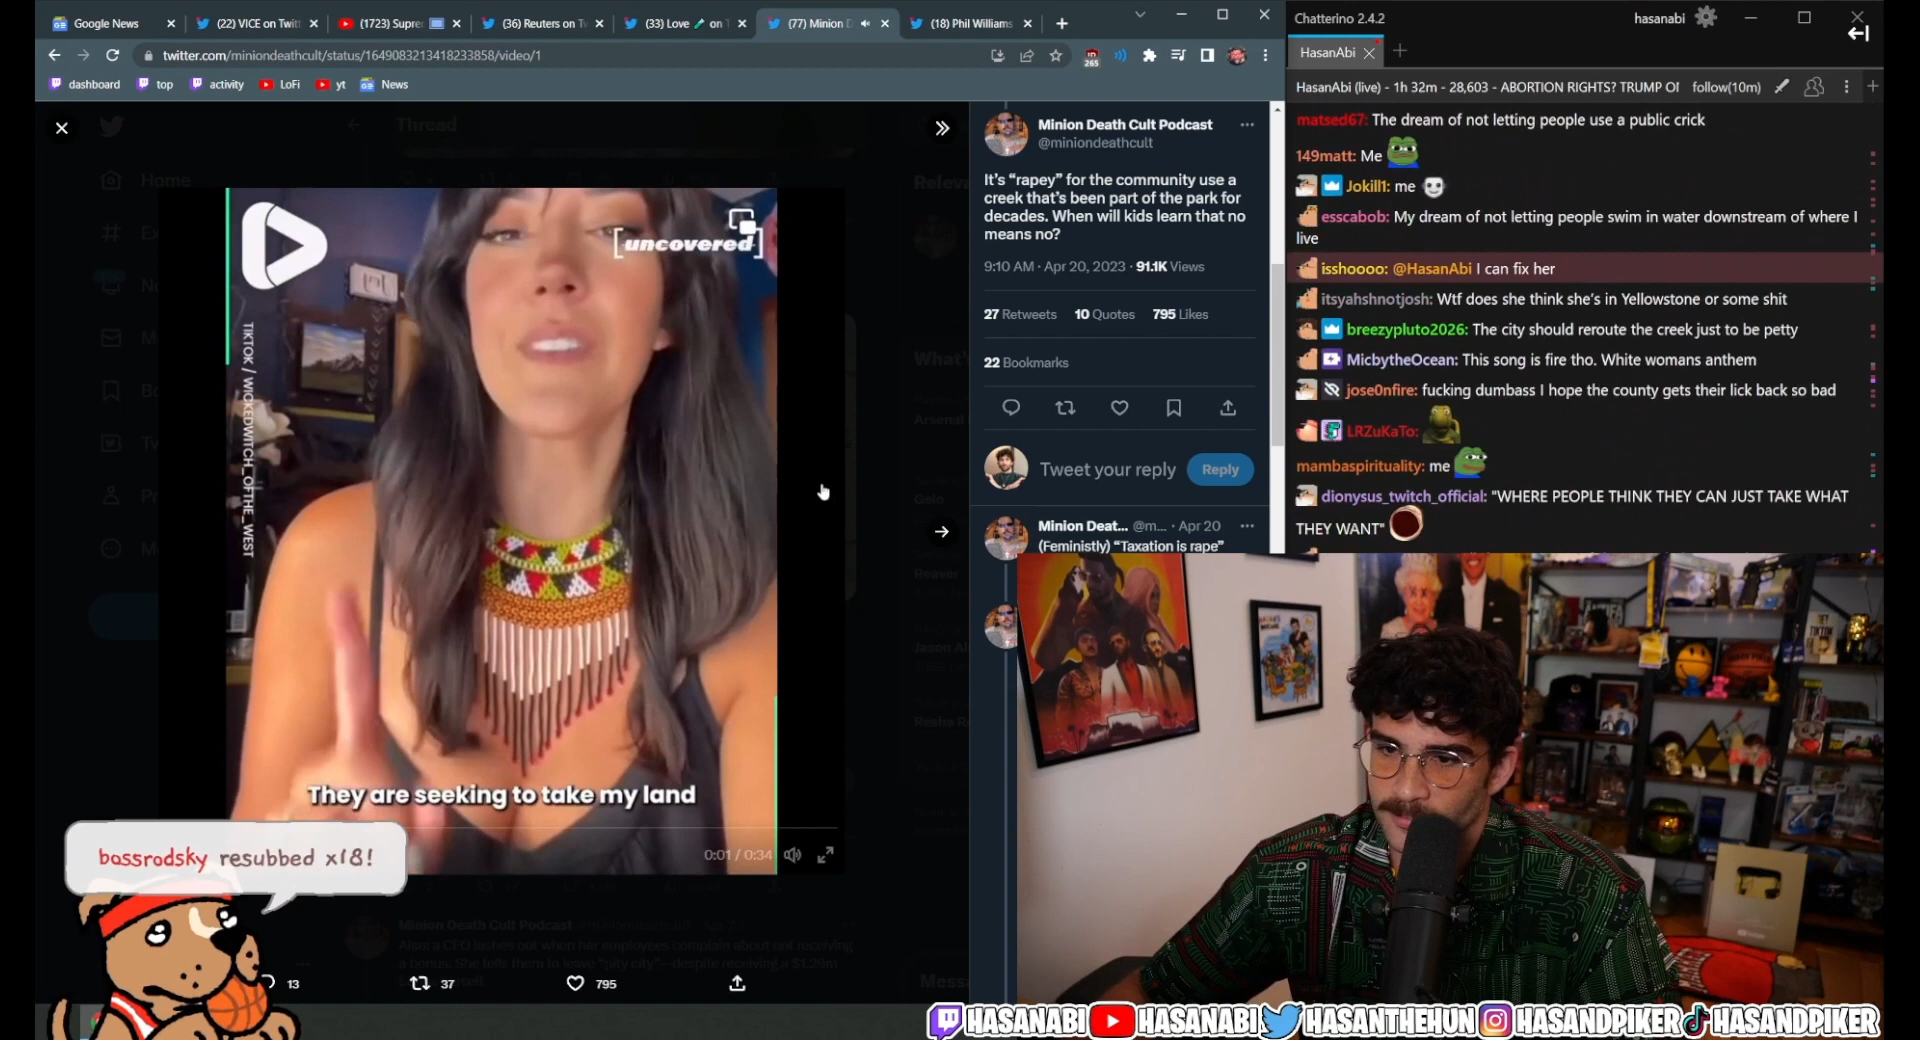 Google News
(22) VICE on Twitt
(1723) Supre
(36) Reuters on Tw
(33) Love
on T
(77) Minion D
(18) Phil Williams
twitter.com/miniondeathcult/status/1649083213418233858/video/1
265
dashboard
top
activity
LoFi
yt
News
Thread
Home
[uncovered]
TIKTOK / WICKEDWITCH_OFTHE_WEST
They are seeking to take my land
0:01 / 0:34
bassrodsky resubbed x18!
Minion Death Cult Podcast
13
37
795
Minion Death Cult Podcast
@miniondeathcult
It's "rapey" for the community use a
creek that's been part of the park for
decades. When will kids learn that no
means no?
9:10 AM · Apr 20, 2023 · 91.1K Views
27 Retweets 10 Quotes 795 Likes
22 Bookmarks
Tweet your reply
Reply
Minion Deat... @m... · Apr 20
(Feministly) "Taxation is rape"
Chatterino 2.4.2
hasanabi
HasanAbi
HasanAbi (live) - 1h 32m - 28,603 - ABORTION RIGHTS? TRUMP OI
follow(10m)
matsed67: The dream of not letting people use a public crick
149matt: Me
Jokill1: me
esscabob: My dream of not letting people swim in water downstream of where I
live
isshoooo: @HasanAbi I can fix her
itsyahshnotjosh: Wtf does she think she's in Yellowstone or some shit
breezypluto2026: The city should reroute the creek just to be petty
MicbytheOcean: This song is fire tho. White womans anthem
jose0nfire: fucking dumbass I hope the county gets their lick back so bad
LRZuKaTo:
mambaspirituality: me
dionysus_twitch_official: "WHERE PEOPLE THINK THEY CAN JUST TAKE WHAT
THEY WANT"
HASANABI HASANABI HASANTHEHUN HASANDPIKER HASANDPIKER